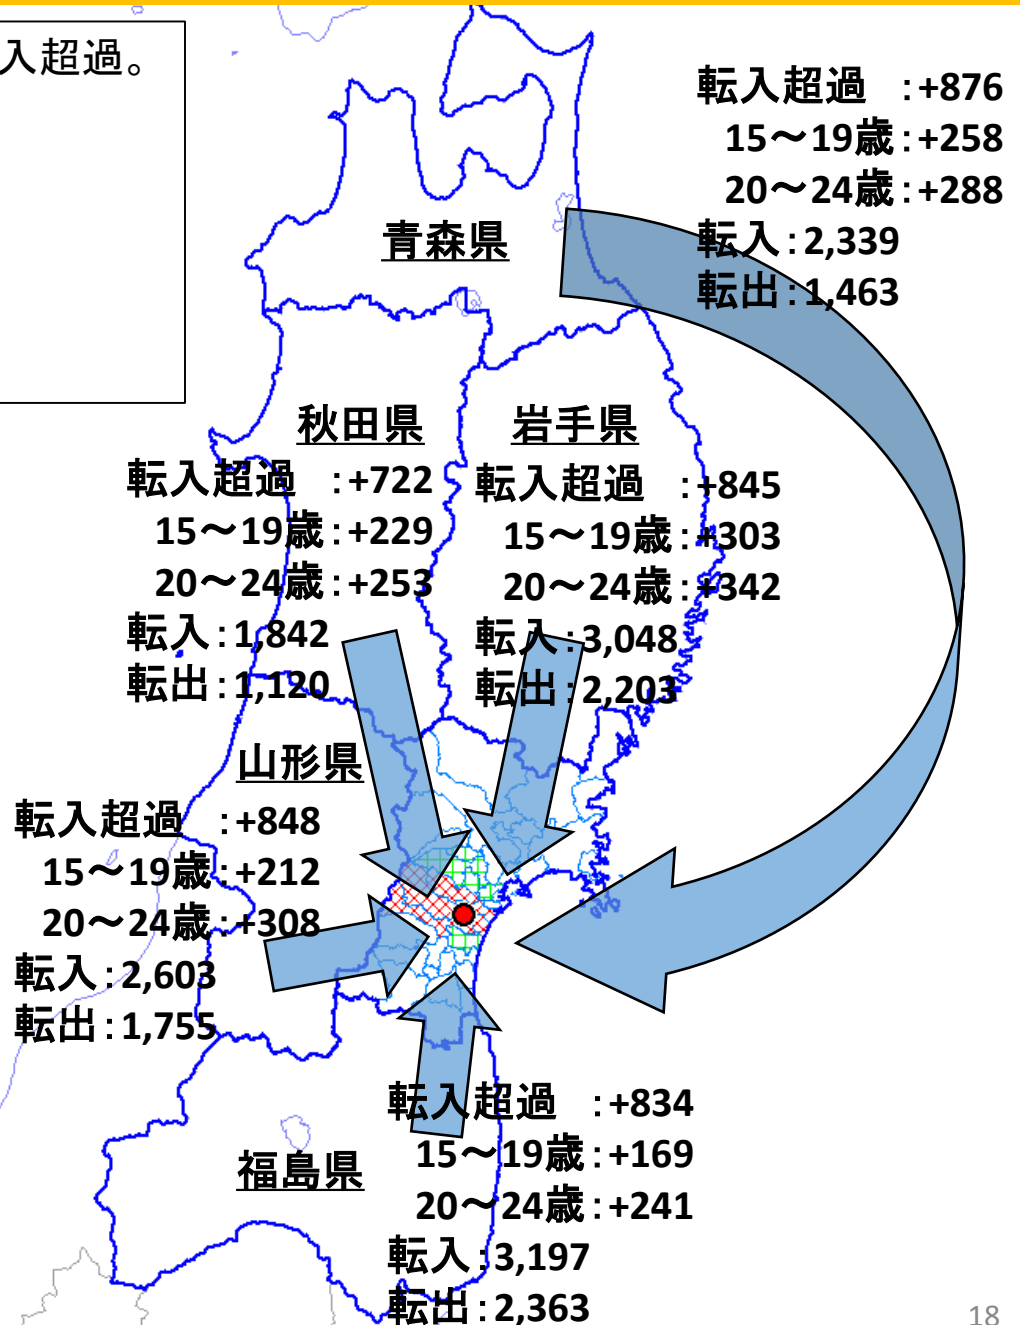 入超過。
転入超過　:+876
15～19歳:+258
20～24歳:+288
転入:2,339
転出:1,463
青森県
秋田県
転入超過　:+722
15～19歳:+229
20～24歳:+253
転入:1,842
転出:1,120
岩手県
転入超過　:+845
15～19歳:+303
20～24歳:+342
転入:3,048
転出:2,203
山形県
転入超過　:+848
15～19歳:+212
20～24歳:+308
転入:2,603
転出:1,755
福島県
転入超過　:+834
15～19歳:+169
20～24歳:+241
転入:3,197
転出:2,363
18